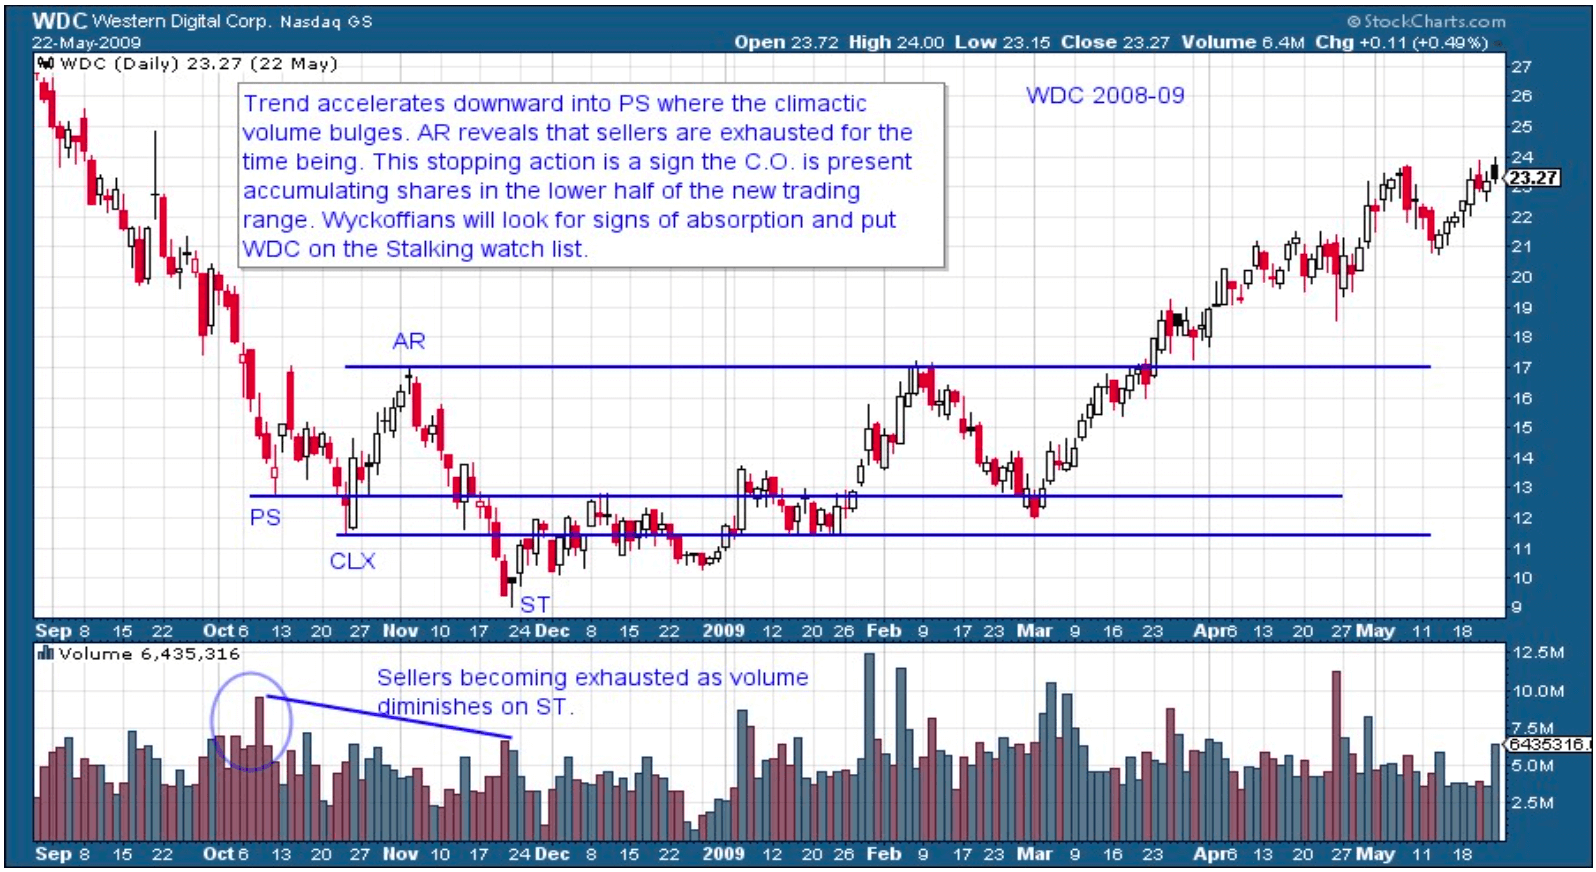 WDC Western Digital Corp. Nasdaq GS
© StockCharts.com
22-May-2009
Open 23.72 High 24.00 Low 23.15 Close 23.27 Volume 6.4M Chg +0.11 (+0.49%)
WDC (Daily) 23.27 (22 May)
WDC 2008-09
Trend accelerates downward into PS where the climactic
volume bulges. AR reveals that sellers are exhausted for the
time being. This stopping action is a sign the C.O. is present
accumulating shares in the lower half of the new trading
range. Wyckoffians will look for signs of absorption and put
WDC on the Stalking watch list.
27
26
25
24
23.27
23
22
21
20
19
18
17
16
15
14
13
12
11
10
9
AR
PS
CLX
ST
Sep 8 15 22 Oct 6 13 20 27 Nov 10 17 24 Dec 8 15 22 2009 12 20 26 Feb 9 17 23 Mar 9 16 23 Apr 6 13 20 27 May 11 18
Volume 6,435,316
Sellers becoming exhausted as volume
diminishes on ST.
12.5M
10.0M
7.5M
6435316.
5.0M
2.5M
Sep 8 15 22 Oct 6 13 20 27 Nov 10 17 24 Dec 8 15 22 2009 12 20 26 Feb 9 17 23 Mar 9 16 23 Apr 6 13 20 27 May 11 18